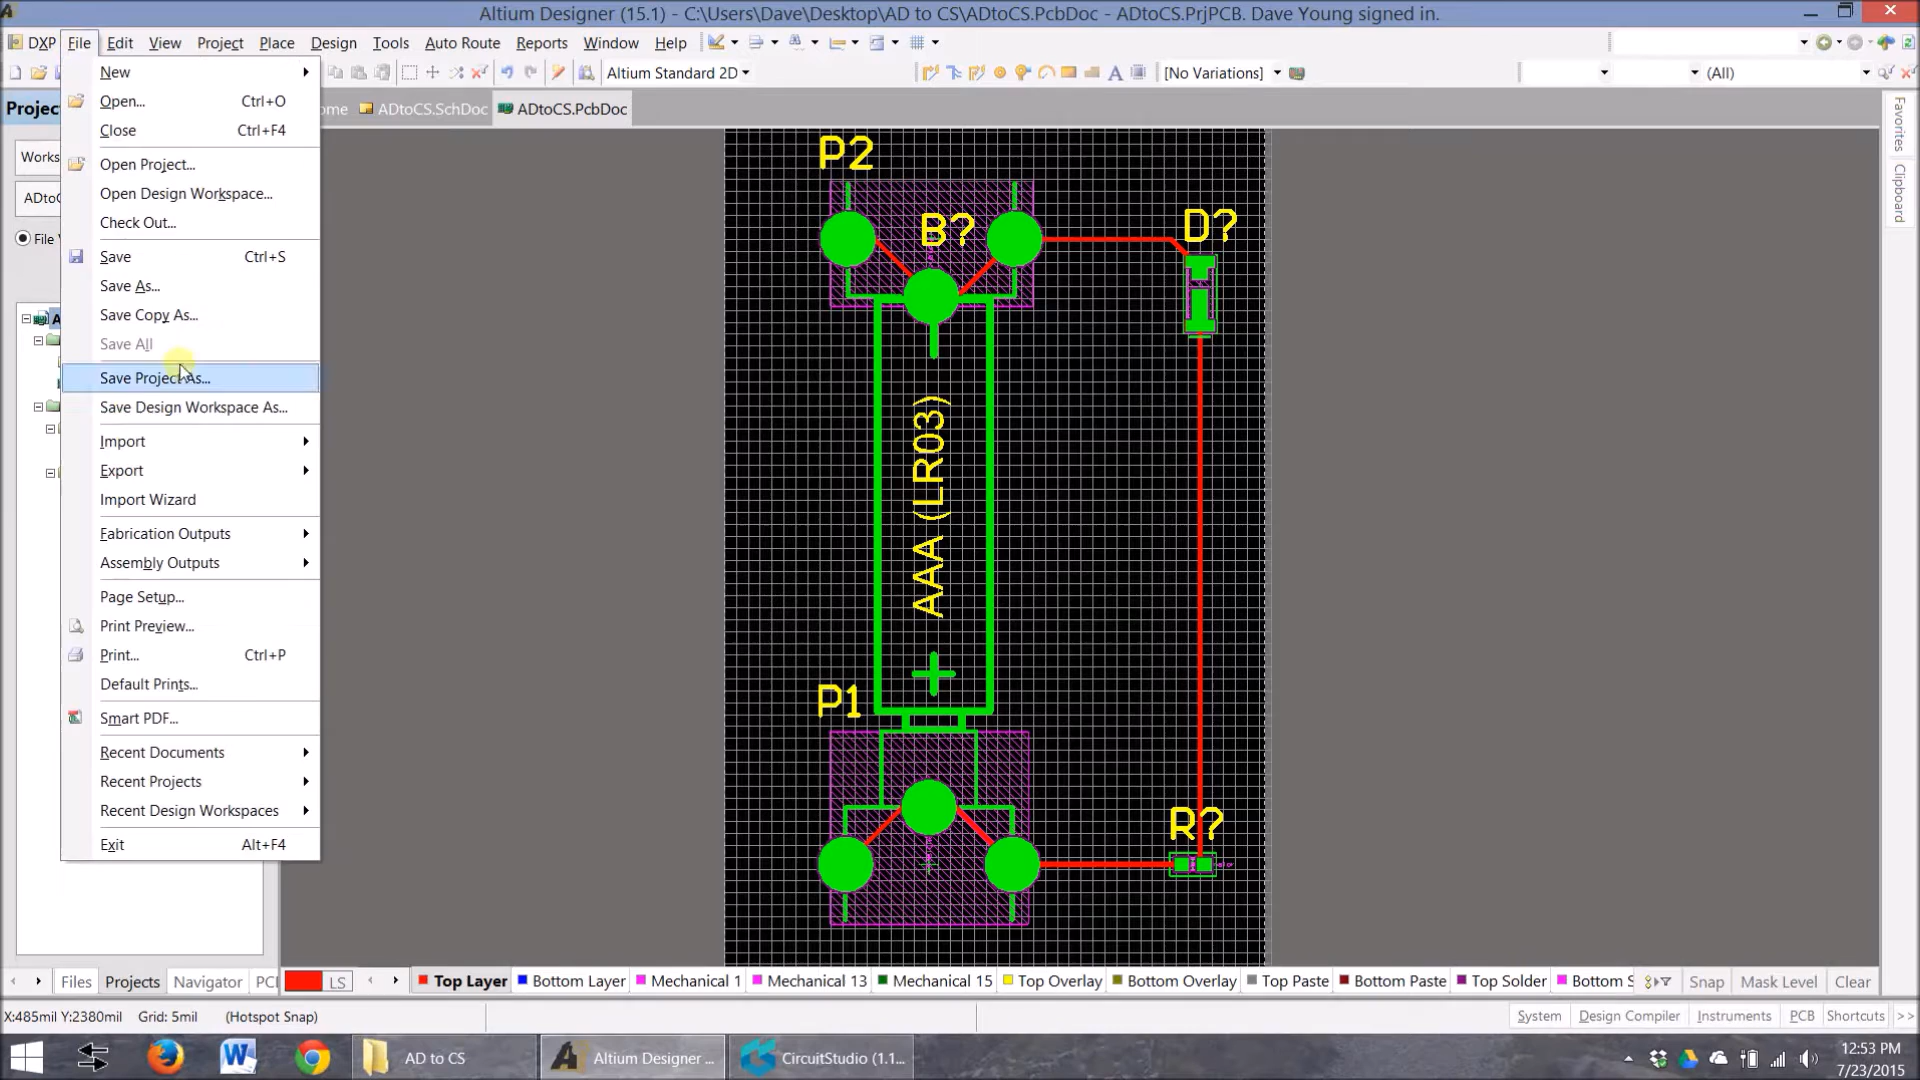 Altium Designer (15.1) - C:\Users\Dave\Desktop\AD to CS\ADtoCS.PcbDoc - ADtoCS.PrjPCB. Dave Young signed in.
DXP File Edit View Project Place Design Tools Auto Route Reports Window Help
Altium Standard 2D [No Variations] (All)
ADtoCS.SchDoc ADtoCS.PcbDoc
New
Open... Ctrl+O
Close Ctrl+F4
Open Project...
Open Design Workspace...
Check Out...
Save Ctrl+S
Save As...
Save Copy As...
Save All
Save Project As...
Save Design Workspace As...
Import
Export
Import Wizard
Fabrication Outputs
Assembly Outputs
Page Setup...
Print Preview...
Print... Ctrl+P
Default Prints...
Smart PDF...
Recent Documents
Recent Projects
Recent Design Workspaces
Exit Alt+F4
P2
B?
D?
AAA (LR03)
+
P1
R?
Favorites
Clipboard
Files Projects Navigator LS Top Layer Bottom Layer Mechanical 1 Mechanical 13 Mechanical 15 Top Overlay Bottom Overlay Top Paste Bottom Paste Top Solder Bottom S Snap Mask Level Clear
X:485mil Y:2380mil Grid: 5mil (Hotspot Snap) System Design Compiler Instruments PCB Shortcuts >>
AD to CS Altium Designer ... CircuitStudio (1.1...
12:53 PM
7/23/2015